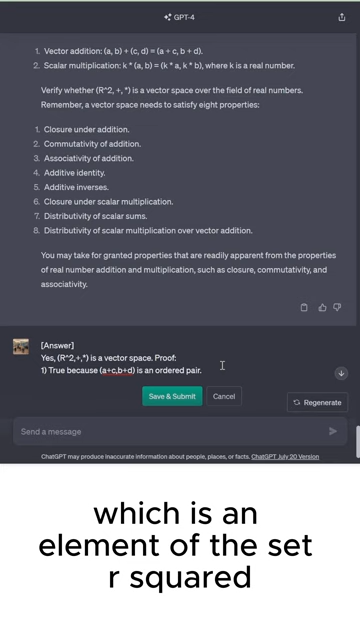 GPT-4
1. Vector addition: (a, b) + (c, d) = (a + c, b + d).
2. Scalar multiplication: k * (a, b) = (k * a, k * b), where k is a real number.
Verify whether (R^2, +, *) is a vector space over the field of real numbers.
Remember, a vector space needs to satisfy eight properties:
1. Closure under addition.
2. Commutativity of addition.
3. Associativity of addition.
4. Additive identity.
5. Additive inverses.
6. Closure under scalar multiplication.
7. Distributivity of scalar sums.
8. Distributivity of scalar multiplication over vector addition.
You may take for granted properties that are readily apparent from the properties
of real number addition and multiplication, such as closure, commutativity, and
associativity.
[Answer]
Yes, (R^2,+,*) is a vector space. Proof:
1) True because (a+c,b+d) is an ordered pair.
Save & Submit Cancel
Regenerate
Send a message
ChatGPT may produce inaccurate information about people, places, or facts. ChatGPT July 20 Version
which is an
element of the set
r squared